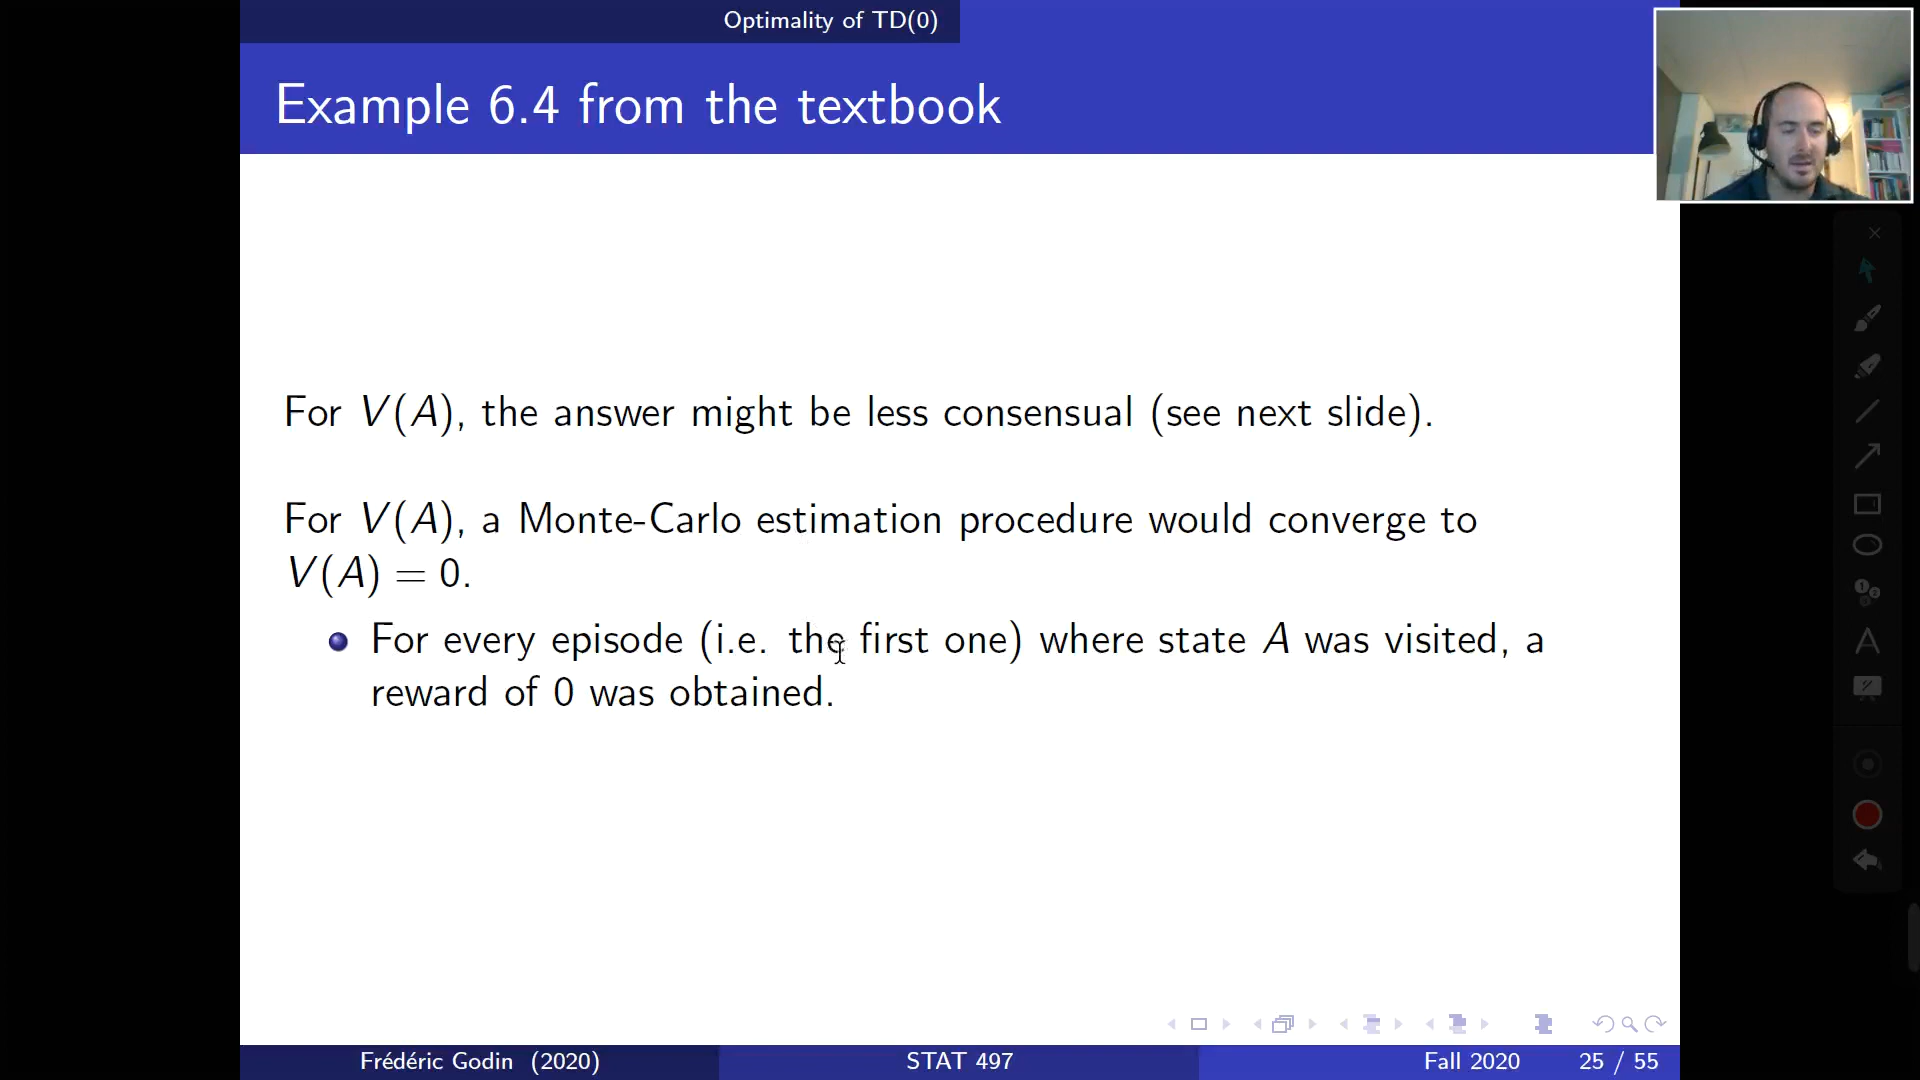 Optimality of TD(0)
Example 6.4 from the textbook
For V(A), the answer might be less consensual (see next slide).
For V(A), a Monte-Carlo estimation procedure would converge to
V(A) = 0.
For every episode (i.e. the first one) where state A was visited, a
reward of 0 was obtained.
Frédéric Godin (2020)
STAT 497
Fall 2020
25 / 55